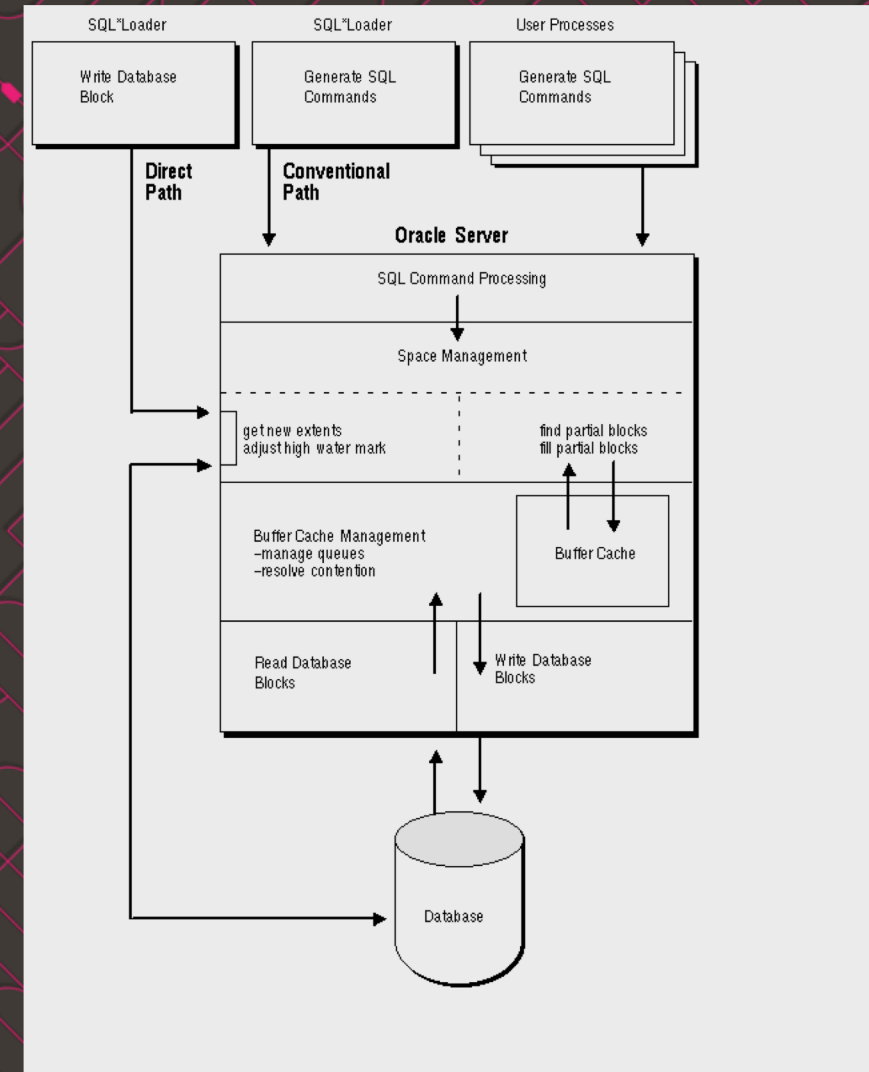 SQL*Loader
SQL*Loader
User Processes
Write Database
Block
Generate SQL
Commands
Generate SQL
Commands
Direct
Path
Conventional
Path
Oracle Server
SQL Command Processing
Space Management
get new extents
adjust high water mark
find partial blocks
fill partial blocks
Buffer Cache Management
–manage queues
–resolve contention
Buffer Cache
Read Database
Blocks
Write Database
Blocks
Database